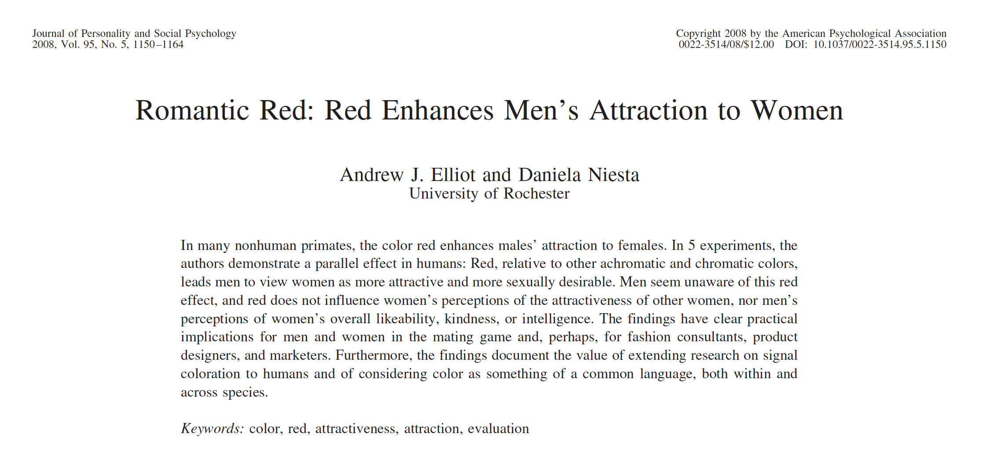 Journal of Personality and Social Psychology
2008, Vol. 95, No. 5, 1150–1164
Copyright 2008 by the American Psychological Association
0022-3514/08/$12.00 DOI: 10.1037/0022-3514.95.5.1150
Romantic Red: Red Enhances Men’s Attraction to Women
Andrew J. Elliot and Daniela Niesta
University of Rochester
In many nonhuman primates, the color red enhances males’ attraction to females. In 5 experiments, the
authors demonstrate a parallel effect in humans: Red, relative to other achromatic and chromatic colors,
leads men to view women as more attractive and more sexually desirable. Men seem unaware of this red
effect, and red does not influence women’s perceptions of the attractiveness of other women, nor men’s
perceptions of women’s overall likeability, kindness, or intelligence. The findings have clear practical
implications for men and women in the mating game and, perhaps, for fashion consultants, product
designers, and marketers. Furthermore, the findings document the value of extending research on signal
coloration to humans and of considering color as something of a common language, both within and
across species.
Keywords: color, red, attractiveness, attraction, evaluation